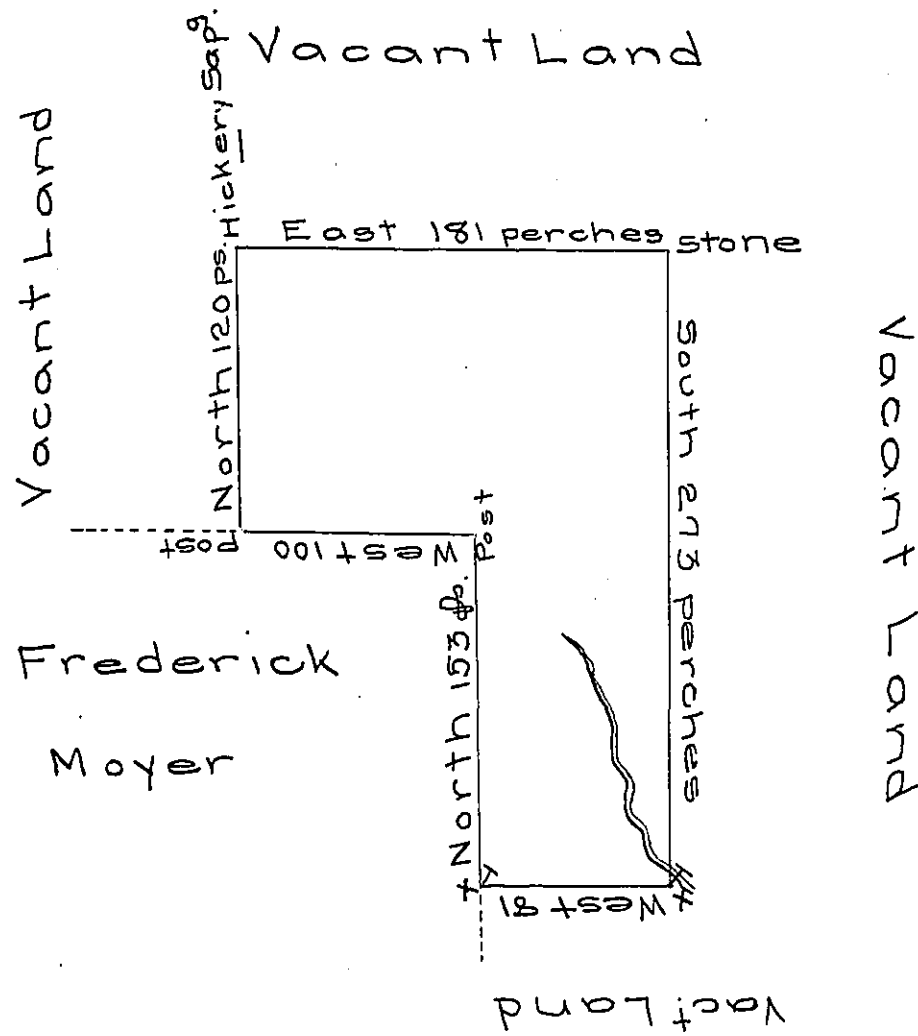 Vacant Land
Vacant Land
Hickery Sapg.
East 181 perches
stone
North 120 ps.
South 273 perches
Vacant Land
Post
West 100
Post
North 153 ps.
Frederick
Moyer
West 81
Vact Land